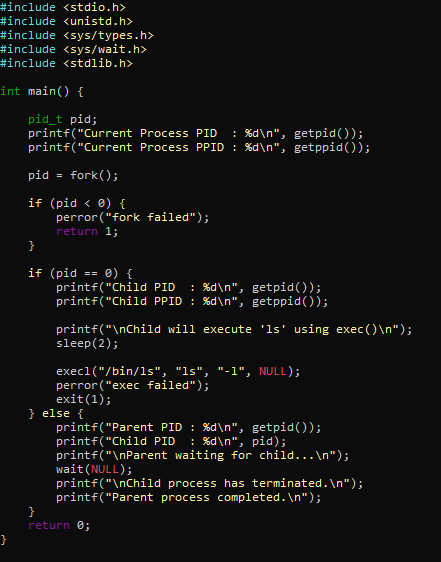 #include <stdio.h>
#include <unistd.h>
#include <sys/types.h>
#include <sys/wait.h>
#include <stdlib.h>

int main() {

    pid_t pid;
    printf("Current Process PID  : %d\n", getpid());
    printf("Current Process PPID : %d\n", getppid());

    pid = fork();

    if (pid < 0) {
        perror("fork failed");
        return 1;
    }

    if (pid == 0) {
        printf("Child PID  : %d\n", getpid());
        printf("Child PPID : %d\n", getppid());

        printf("\nChild will execute 'ls' using exec()\n");
        sleep(2);

        execl("/bin/ls", "ls", "-l", NULL);
        perror("exec failed");
        exit(1);
    } else {
        printf("Parent PID : %d\n", getpid());
        printf("Child PID  : %d\n", pid);
        printf("\nParent waiting for child...\n");
        wait(NULL);
        printf("\nChild process has terminated.\n");
        printf("Parent process completed.\n");
    }
    return 0;
}